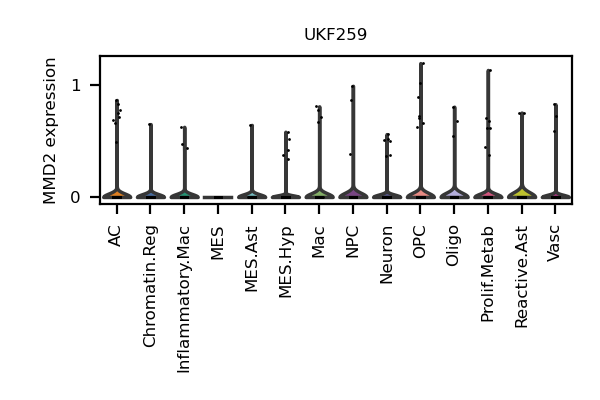 UKF259
MMD2 expression
1
0
AC
Chromatin.Reg
Inflammatory.Mac
MES
MES.Ast
MES.Hyp
Mac
NPC
Neuron
OPC
Oligo
Prolif.Metab
Reactive.Ast
Vasc